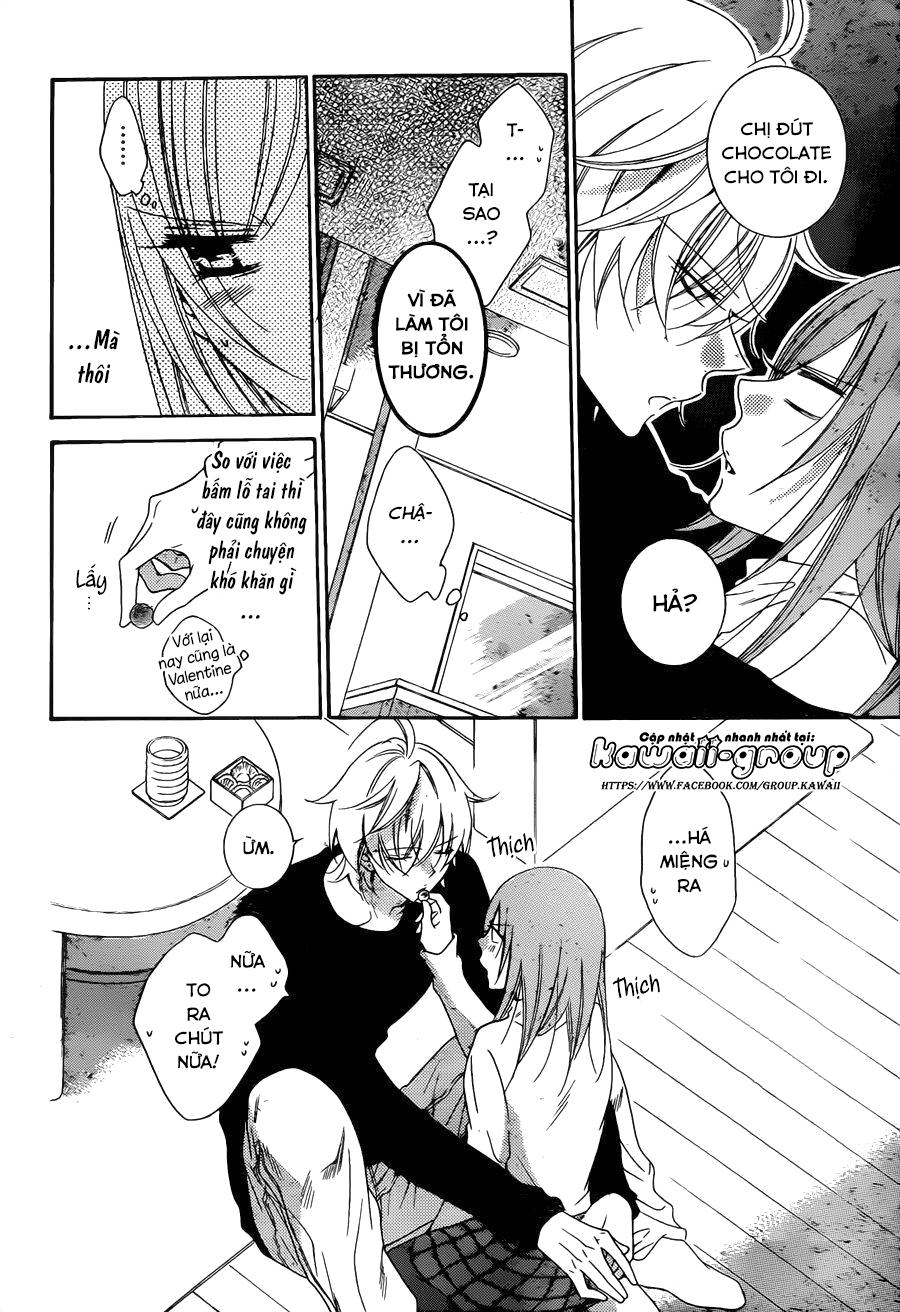 CHỊ ĐÚT
CHOCOLATE
CHO TÔI ĐI.
HẢ?
T-
...
TẠI
SAO
...?
VÌ ĐÃ
LÀM TÔI
BỊ TỔN
THƯƠNG.
CHẬ-
...
......
...Mà
thôi
So với việc
bấm lỗ tai thì
đây cũng không
phải chuyện
khó khăn gì
...
Lấy
...
Với lại
nay cũng là
Valentine
nữa...
Cập nhật nhanh nhất tại:
kawaii-group
HTTPS://WWW.FACEBOOK.COM/GROUP.KAWAII
...HÁ
MIỆNG
RA
ỪM.
Thịch
Thịch
NỮA
...
TO
RA
CHÚT
NỮA!